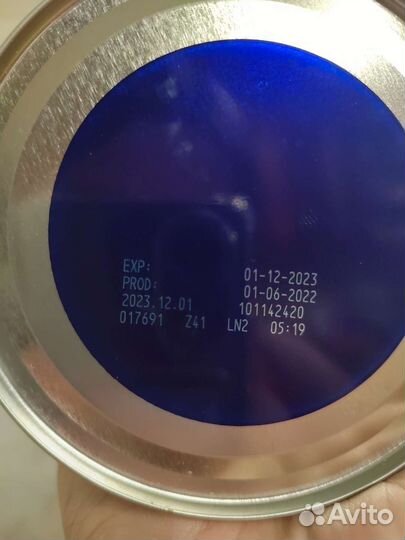 EXP: 01-12-2023
PROD: 01-06-2022
2023.12.01 101142420
017691 Z41 LN2 05:19
Avito